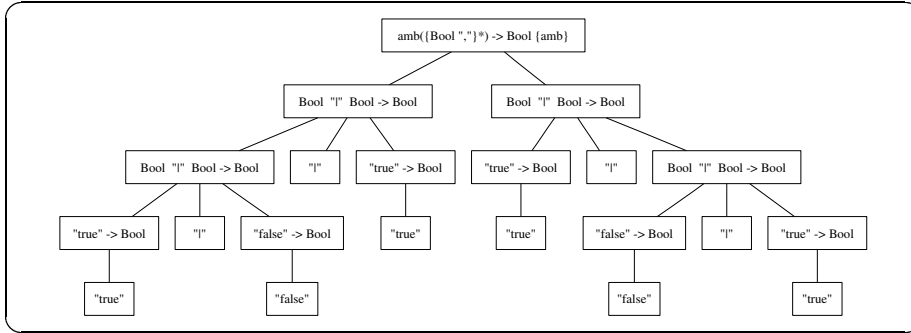 amb({Bool ","}*) -> Bool {amb}
Bool "|" Bool -> Bool
Bool "|" Bool -> Bool
Bool "|" Bool -> Bool
"|"
"true" -> Bool
"true" -> Bool
"|"
Bool "|" Bool -> Bool
"true" -> Bool
"|"
"false" -> Bool
"true"
"true"
"false" -> Bool
"|"
"true" -> Bool
"true"
"false"
"false"
"true"